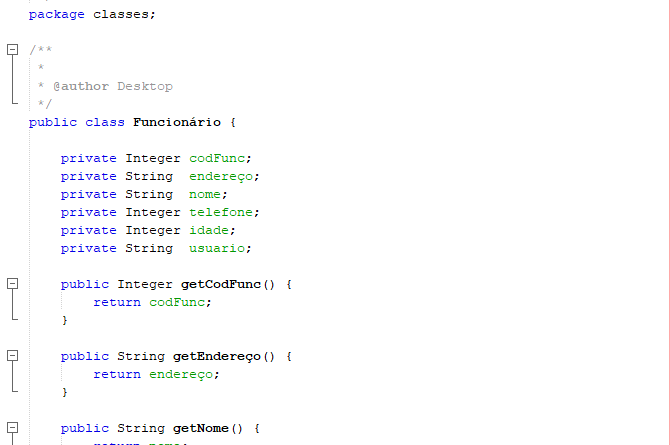 package classes;
/**
*
* @author Desktop
*/
public class Funcionário {
private Integer codFunc;
private String  endereço;
private String  nome;
private Integer telefone;
private Integer idade;
private String  usuario;
public Integer getCodFunc() {
return codFunc;
}
public String getEndereço() {
return endereço;
}
public String getNome() {
return nome;